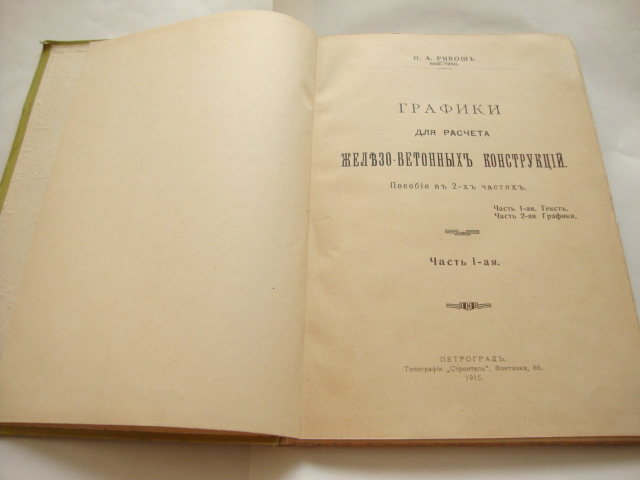 О. А. РИВОШЪ
ГРАФИКИ
ДЛЯ РАСЧЕТА
ЖЕЛѢЗО-БЕТОННЫХЪ КОНСТРУКЦІЙ.
Пособіе въ 2-хъ частяхъ.
Часть 1-ая. Текстъ.
Часть 2-ая. Графики.
Часть 1-ая.
ПЕТРОГРАДЪ.
Типографія „Строитель“, Фонтанка, 66.
1915.